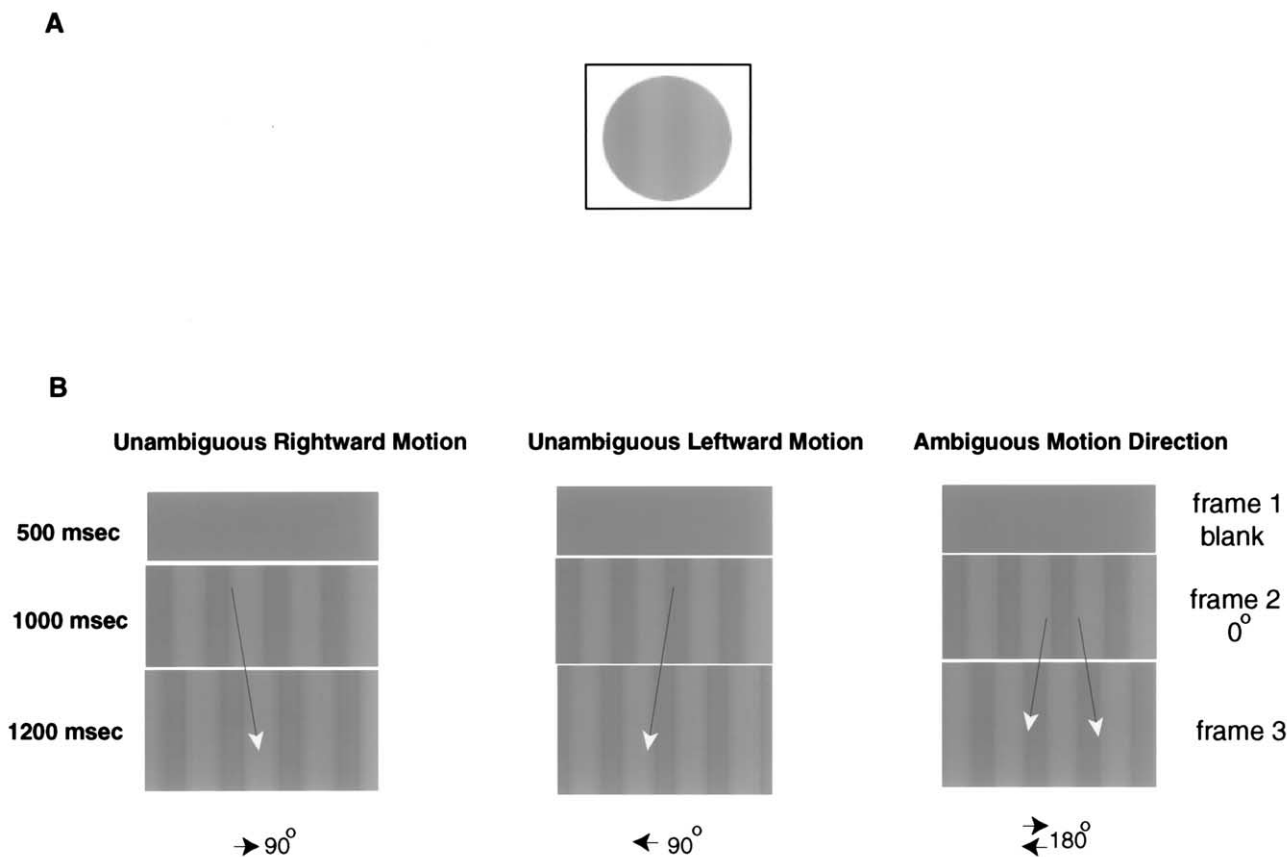 A
B
Unambiguous Rightward Motion
Unambiguous Leftward Motion
Ambiguous Motion Direction
500 msec
frame 1
blank
1000 msec
frame 2
0°
1200 msec
frame 3
90°
90°
180°